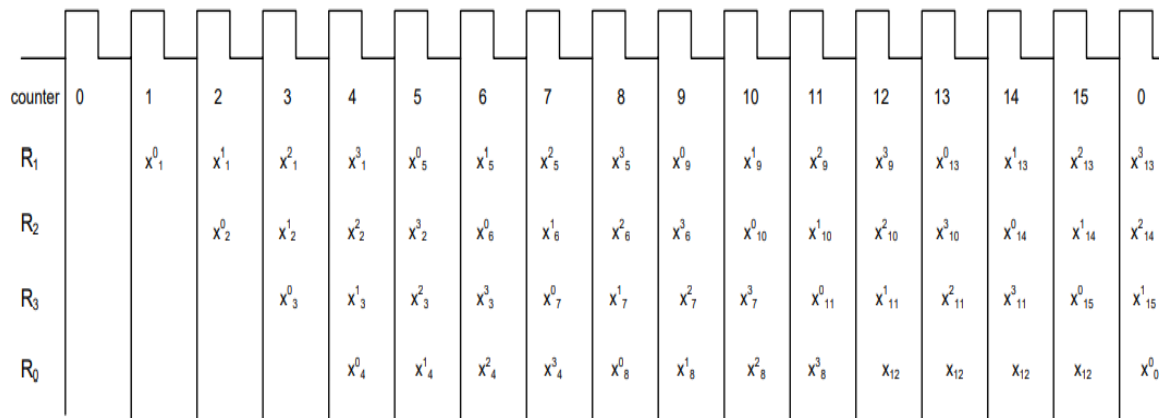 counter 0 1 2 3 4 5 6 7 8 9 10 11 12 13 14 15 0
R₁ x⁰₁ x¹₁ x²₁ x³₁ x⁰₅ x¹₅ x²₅ x³₅ x⁰₉ x¹₉ x²₉ x³₉ x⁰₁₃ x¹₁₃ x²₁₃ x³₁₃
R₂ x⁰₂ x¹₂ x²₂ x³₂ x⁰₆ x¹₆ x²₆ x³₆ x⁰₁₀ x¹₁₀ x²₁₀ x³₁₀ x⁰₁₄ x¹₁₄ x²₁₄
R₃ x⁰₃ x¹₃ x²₃ x³₃ x⁰₇ x¹₇ x²₇ x³₇ x⁰₁₁ x¹₁₁ x²₁₁ x³₁₁ x⁰₁₅ x¹₁₅
R₀ x⁰₄ x¹₄ x²₄ x³₄ x⁰₈ x¹₈ x²₈ x³₈ x₁₂ x₁₂ x₁₂ x₁₂ x⁰₀